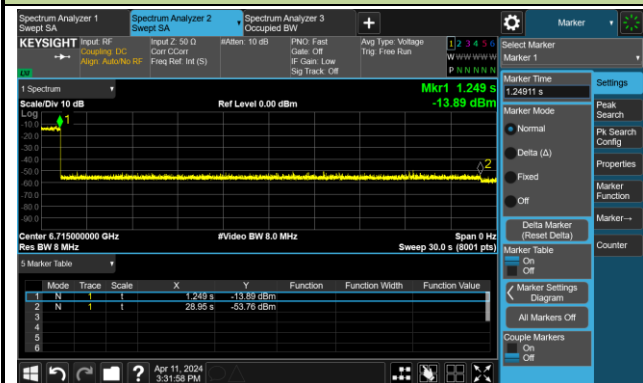 Spectrum Analyzer 1
Swept SA
Spectrum Analyzer 2
Swept SA
Spectrum Analyzer 3
Occupied BW
+
Marker
KEYSIGHT
Input: RF
Coupling: DC
Align: Auto/No RF
Input Z: 50 Ω
Corr CCorr
Freq Ref: Int (S)
#Atten: 10 dB
PNO: Fast
Gate: Off
IF Gain: Low
Sig Track: Off
Avg Type: Voltage
Trig: Free Run
1 2 3 4 5 6
W W W W W W
P N N N N N
LXI
Select Marker
Marker 1
1 Spectrum
Mkr1 1.249 s
-13.89 dBm
Scale/Div 10 dB
Ref Level 0.00 dBm
Log
-10.0
-20.0
-30.0
-40.0
-50.0
-60.0
-70.0
-80.0
-90.0
1
2
Center 6.715000000 GHz
#Video BW 8.0 MHz
Span 0 Hz
Res BW 8 MHz
Sweep 30.0 s (8001 pts)
5 Marker Table
Mode Trace Scale X Y Function Function Width Function Value
1 N 1 t 1.249 s -13.89 dBm
2 N 1 t 28.95 s -53.76 dBm
3
4
5
6
Marker Time
1.24911 s
Marker Mode
Normal
Delta (Δ)
Fixed
Off
Delta Marker
(Reset Delta)
Marker Table
On
Off
Marker Settings
Diagram
All Markers Off
Couple Markers
On
Off
Settings
Peak
Search
Pk Search
Config
Properties
Marker
Function
Marker→
Counter
?
Apr 11, 2024
3:31:58 PM